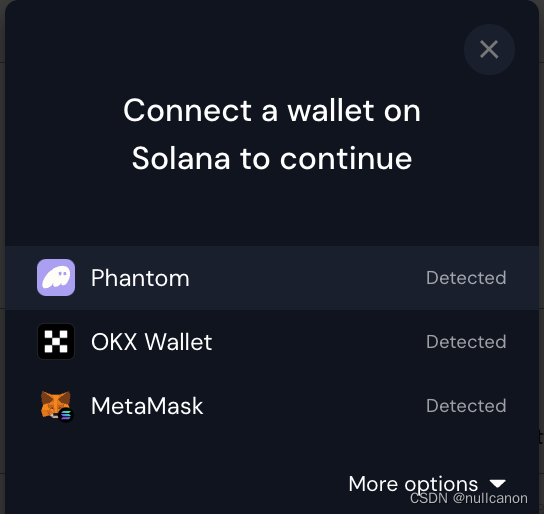 Connect a wallet on
Solana to continue
Phantom Detected
OKX Wallet Detected
MetaMask Detected
More options
CSDN @nullcanon